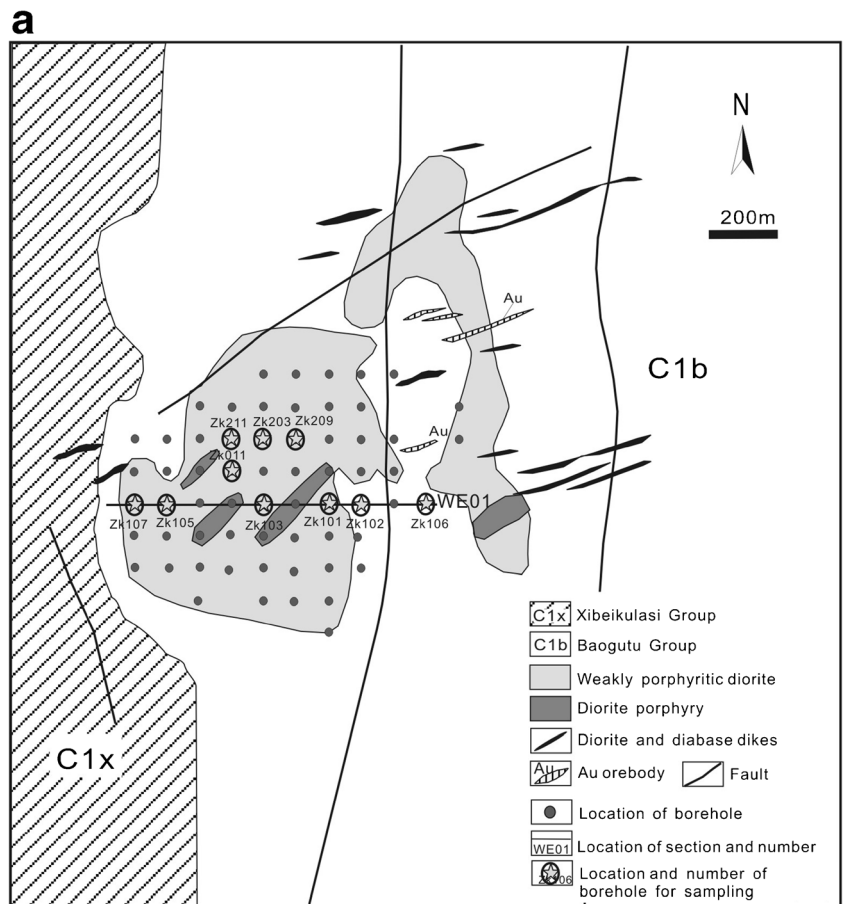 a
N
200m
Au
C1b
Zk211 Zk203 Zk209
Au
Zk011
WE01
Zk107 Zk105 Zk103 Zk101 Zk102 Zk106
C1x
C1x Xibeikulasi Group
C1b Baogutu Group
Weakly porphyritic diorite
Diorite porphyry
Diorite and diabase dikes
Au Au orebody Fault
Location of borehole
WE01 Location of section and number
Location and number of
borehole for sampling